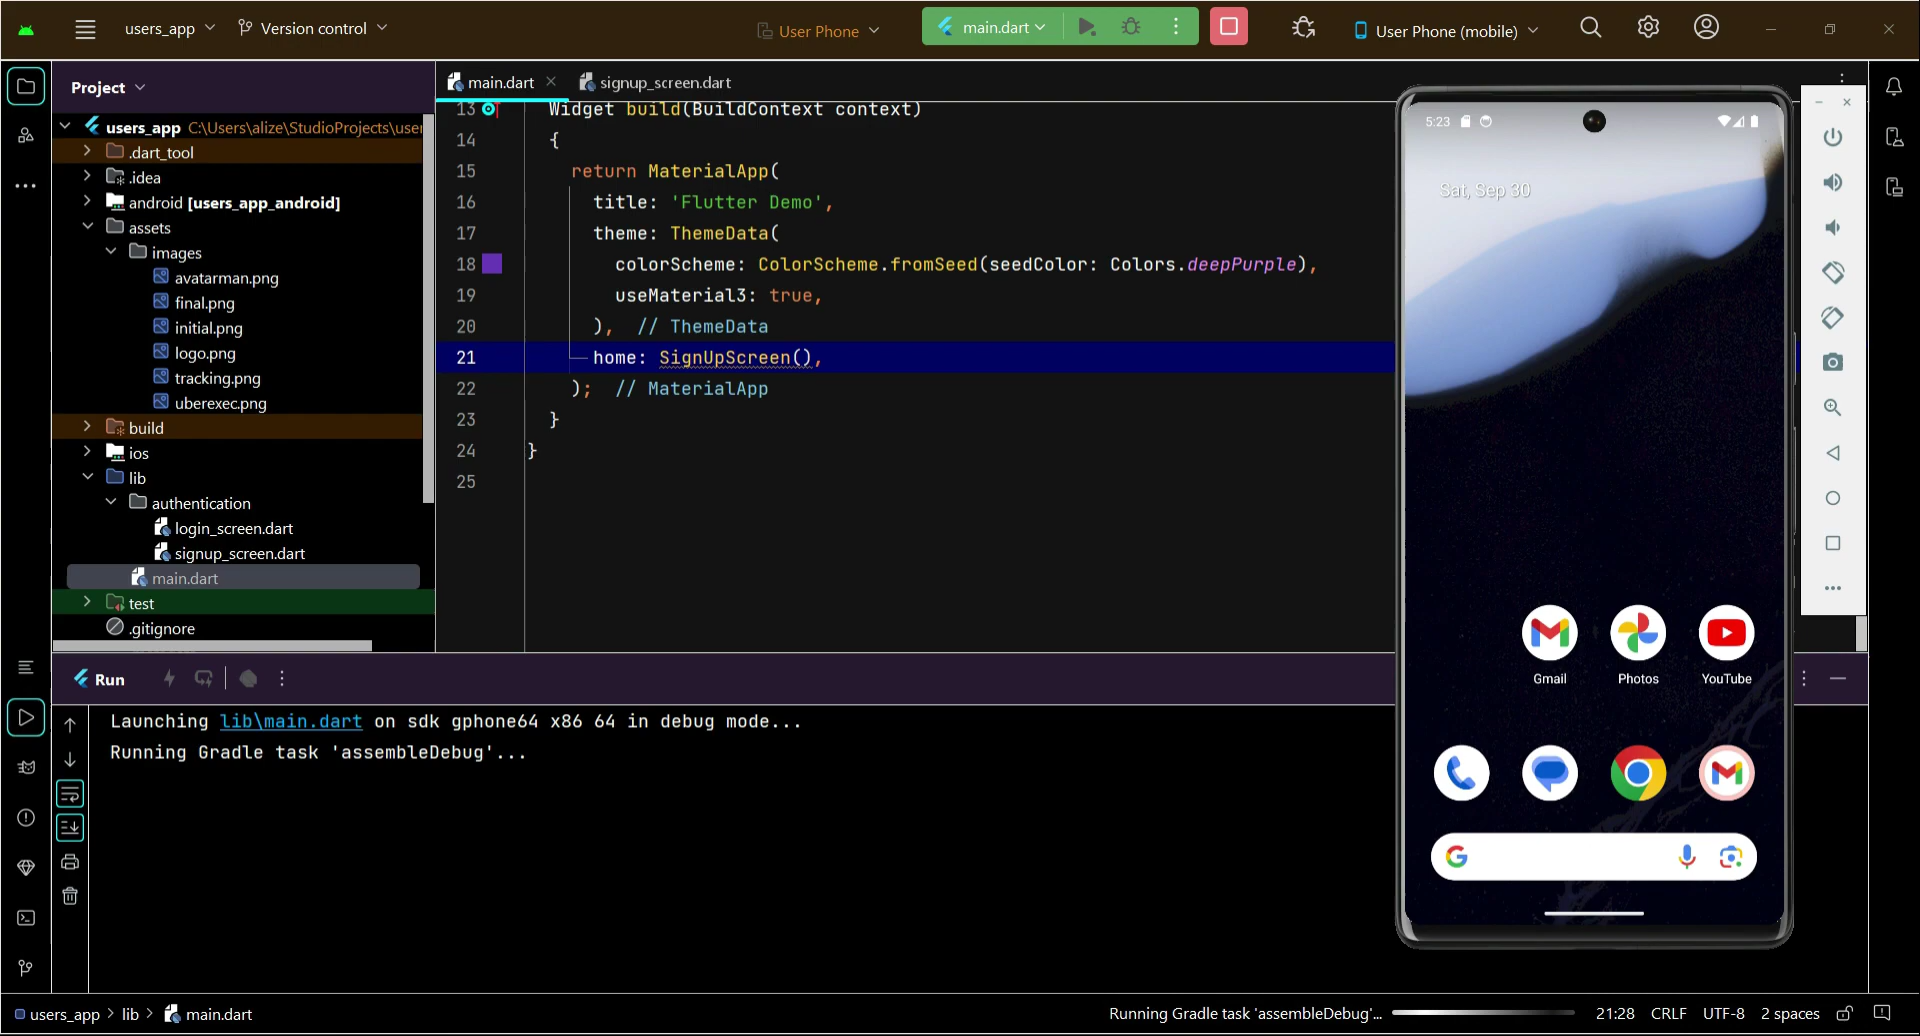 users_app
Version control
User Phone
main.dart
User Phone (mobile)
Project
main.dart
signup_screen.dart
users_app C:\Users\alize\StudioProjects\user
.dart_tool
.idea
android [users_app_android]
assets
images
avatarman.png
final.png
initial.png
logo.png
tracking.png
uberexec.png
build
ios
lib
authentication
login_screen.dart
signup_screen.dart
main.dart
test
.gitignore
13 Widget build(BuildContext context)
14 {
15 return MaterialApp(
16 title: 'Flutter Demo',
17 theme: ThemeData(
18 colorScheme: ColorScheme.fromSeed(seedColor: Colors.deepPurple),
19 useMaterial3: true,
20 ), // ThemeData
21 home: SignUpScreen(),
22 ); // MaterialApp
23 }
24 }
25
5:23
Sat, Sep 30
Gmail
Photos
YouTube
Run
Launching lib\main.dart on sdk gphone64 x86 64 in debug mode...
Running Gradle task 'assembleDebug'...
users_app > lib > main.dart
Running Gradle task 'assembleDebug'...
21:28 CRLF UTF-8 2 spaces